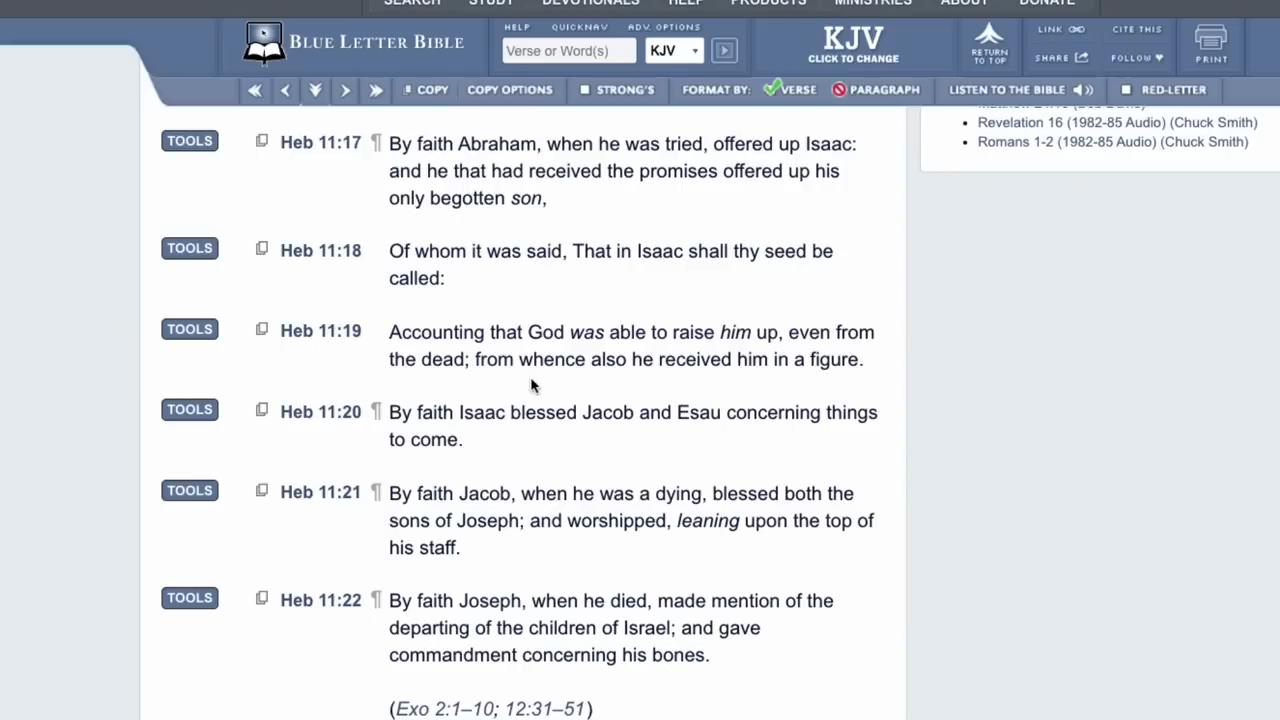 SEARCH STUDY DEVOTIONALS HELP PRODUCTS MINISTRIES ABOUT DONATE
BLUE LETTER BIBLE
HELP QUICKNAV ADV. OPTIONS
Verse or Word(s) KJV
KJV
CLICK TO CHANGE
RETURN
TO TOP
LINK CITE THIS
SHARE FOLLOW
PRINT
COPY COPY OPTIONS STRONG'S FORMAT BY: VERSE PARAGRAPH LISTEN TO THE BIBLE RED-LETTER
Revelation 16 (1982-85 Audio) (Chuck Smith)
Romans 1-2 (1982-85 Audio) (Chuck Smith)
TOOLS Heb 11:17 ¶ By faith Abraham, when he was tried, offered up Isaac:
and he that had received the promises offered up his
only begotten son,
TOOLS Heb 11:18 Of whom it was said, That in Isaac shall thy seed be
called:
TOOLS Heb 11:19 Accounting that God was able to raise him up, even from
the dead; from whence also he received him in a figure.
TOOLS Heb 11:20 ¶ By faith Isaac blessed Jacob and Esau concerning things
to come.
TOOLS Heb 11:21 ¶ By faith Jacob, when he was a dying, blessed both the
sons of Joseph; and worshipped, leaning upon the top of
his staff.
TOOLS Heb 11:22 ¶ By faith Joseph, when he died, made mention of the
departing of the children of Israel; and gave
commandment concerning his bones.
(Exo 2:1–10; 12:31–51)